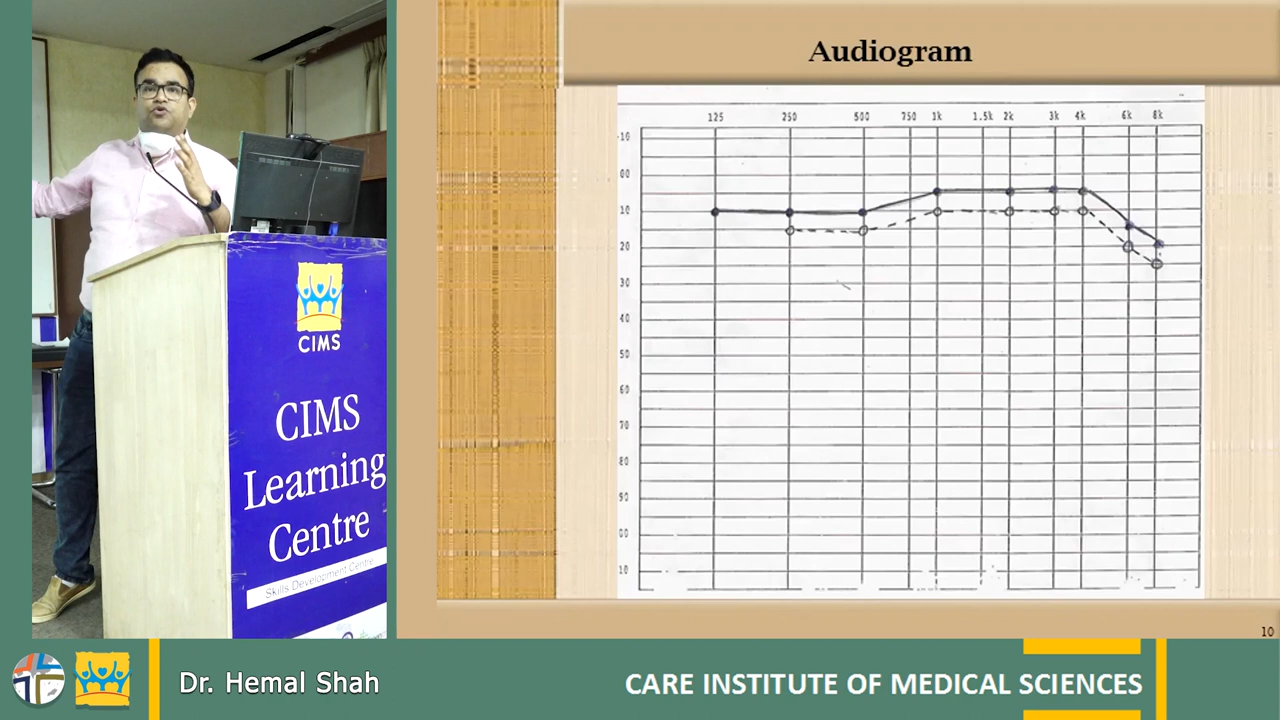 Audiogram
125 250 500 750 1k 1.5k 2k 3k 4k 6k 8k
-10
00
10
20
30
40
50
60
70
80
90
00
10
CIMS
CIMS
Learning
Centre
Skills Development Centre
10
Dr. Hemal Shah
CARE INSTITUTE OF MEDICAL SCIENCES